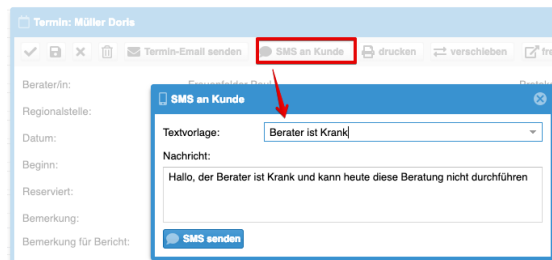 Termin: Müller Doris
Termin-Email senden SMS an Kunde drucken verschieben
Berater/in: Frauenfelder Paul
Regionalstelle:
Datum:
Beginn:
Reserviert:
Bemerkung:
Bemerkung für Bericht:
SMS an Kunde
Textvorlage: Berater ist Krank
Nachricht:
Hallo, der Berater ist Krank und kann heute diese Beratung nicht durchführen
SMS senden